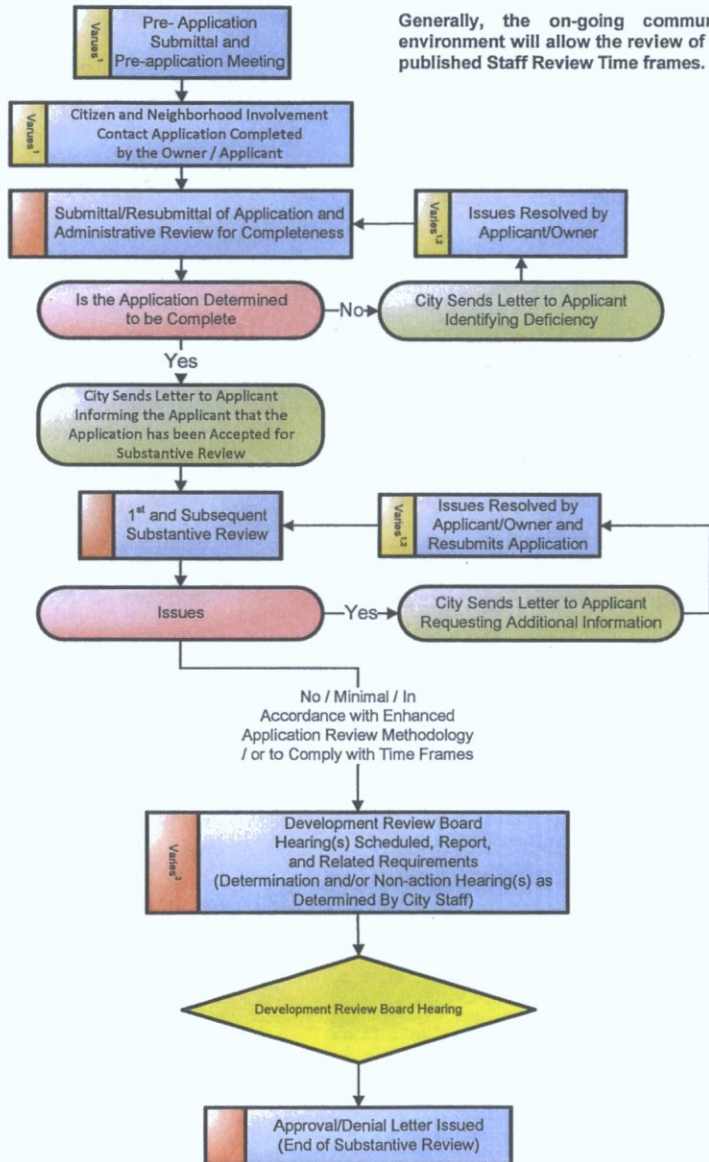 Generally, the on-going commun
environment will allow the review of
published Staff Review Time frames.
Varues¹
Pre- Application
Submittal and
Pre-application Meeting
Varues¹
Citizen and Neighborhood Involvement
Contact Application Completed
by the Owner / Applicant
Submittal/Resubmittal of Application and
Administrative Review for Completeness
Varies¹,²
Issues Resolved by
Applicant/Owner
Is the Application Determined
to be Complete
No
City Sends Letter to Applicant
Identifying Deficiency
Yes
City Sends Letter to Applicant
Informing the Applicant that the
Application has been Accepted for
Substantive Review
1st and Subsequent
Substantive Review
Varies¹,²
Issues Resolved by
Applicant/Owner and
Resubmits Application
Issues
Yes
City Sends Letter to Applicant
Requesting Additional Information
No / Minimal / In
Accordance with Enhanced
Application Review Methodology
/ or to Comply with Time Frames
Varies³
Development Review Board
Hearing(s) Scheduled, Report,
and Related Requirements
(Determination and/or Non-action Hearing(s) as
Determined By City Staff)
Development Review Board Hearing
Approval/Denial Letter Issued
(End of Substantive Review)